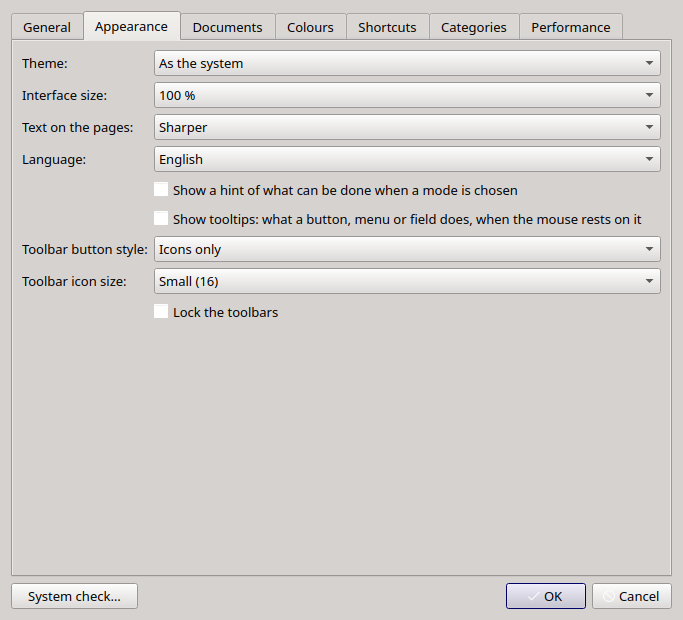 General Appearance Documents Colours Shortcuts Categories Performance
Theme: As the system
Interface size: 100 %
Text on the pages: Sharper
Language: English
Show a hint of what can be done when a mode is chosen
Show tooltips: what a button, menu or field does, when the mouse rests on it
Toolbar button style: Icons only
Toolbar icon size: Small (16)
Lock the toolbars
System check... OK Cancel